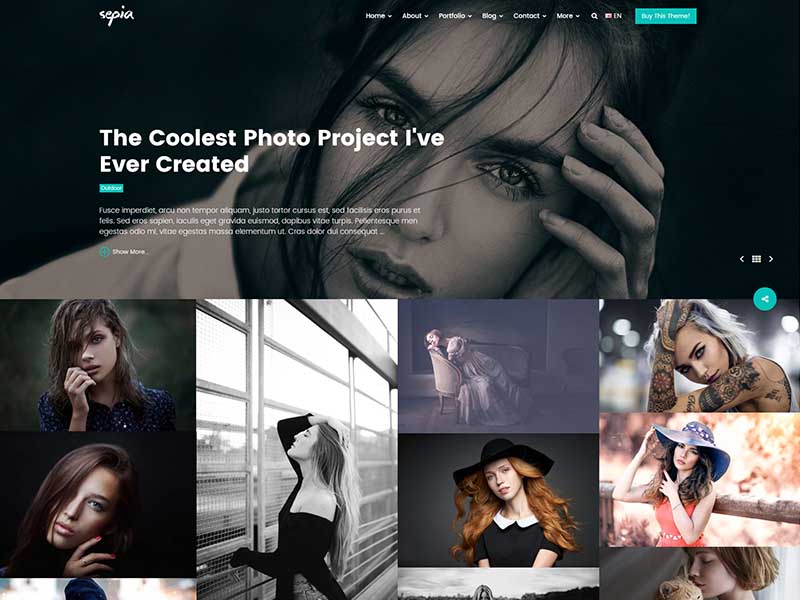 sepia
Home About Portfolio Blog Contact More EN Buy This Theme!
The Coolest Photo Project I've
Ever Created
Outdoor
Fusce imperdiet, arcu non tempor aliquam, justo tortor cursus est, sed facilisis eros purus et
felis. Sed eros sapien, iaculis eget gravida euismod, dapibus vitae turpis. Pellentesque men
egestas odio mi, vitae egestas massa elementum ut. Cras dolor dui consequat ...
Show More...